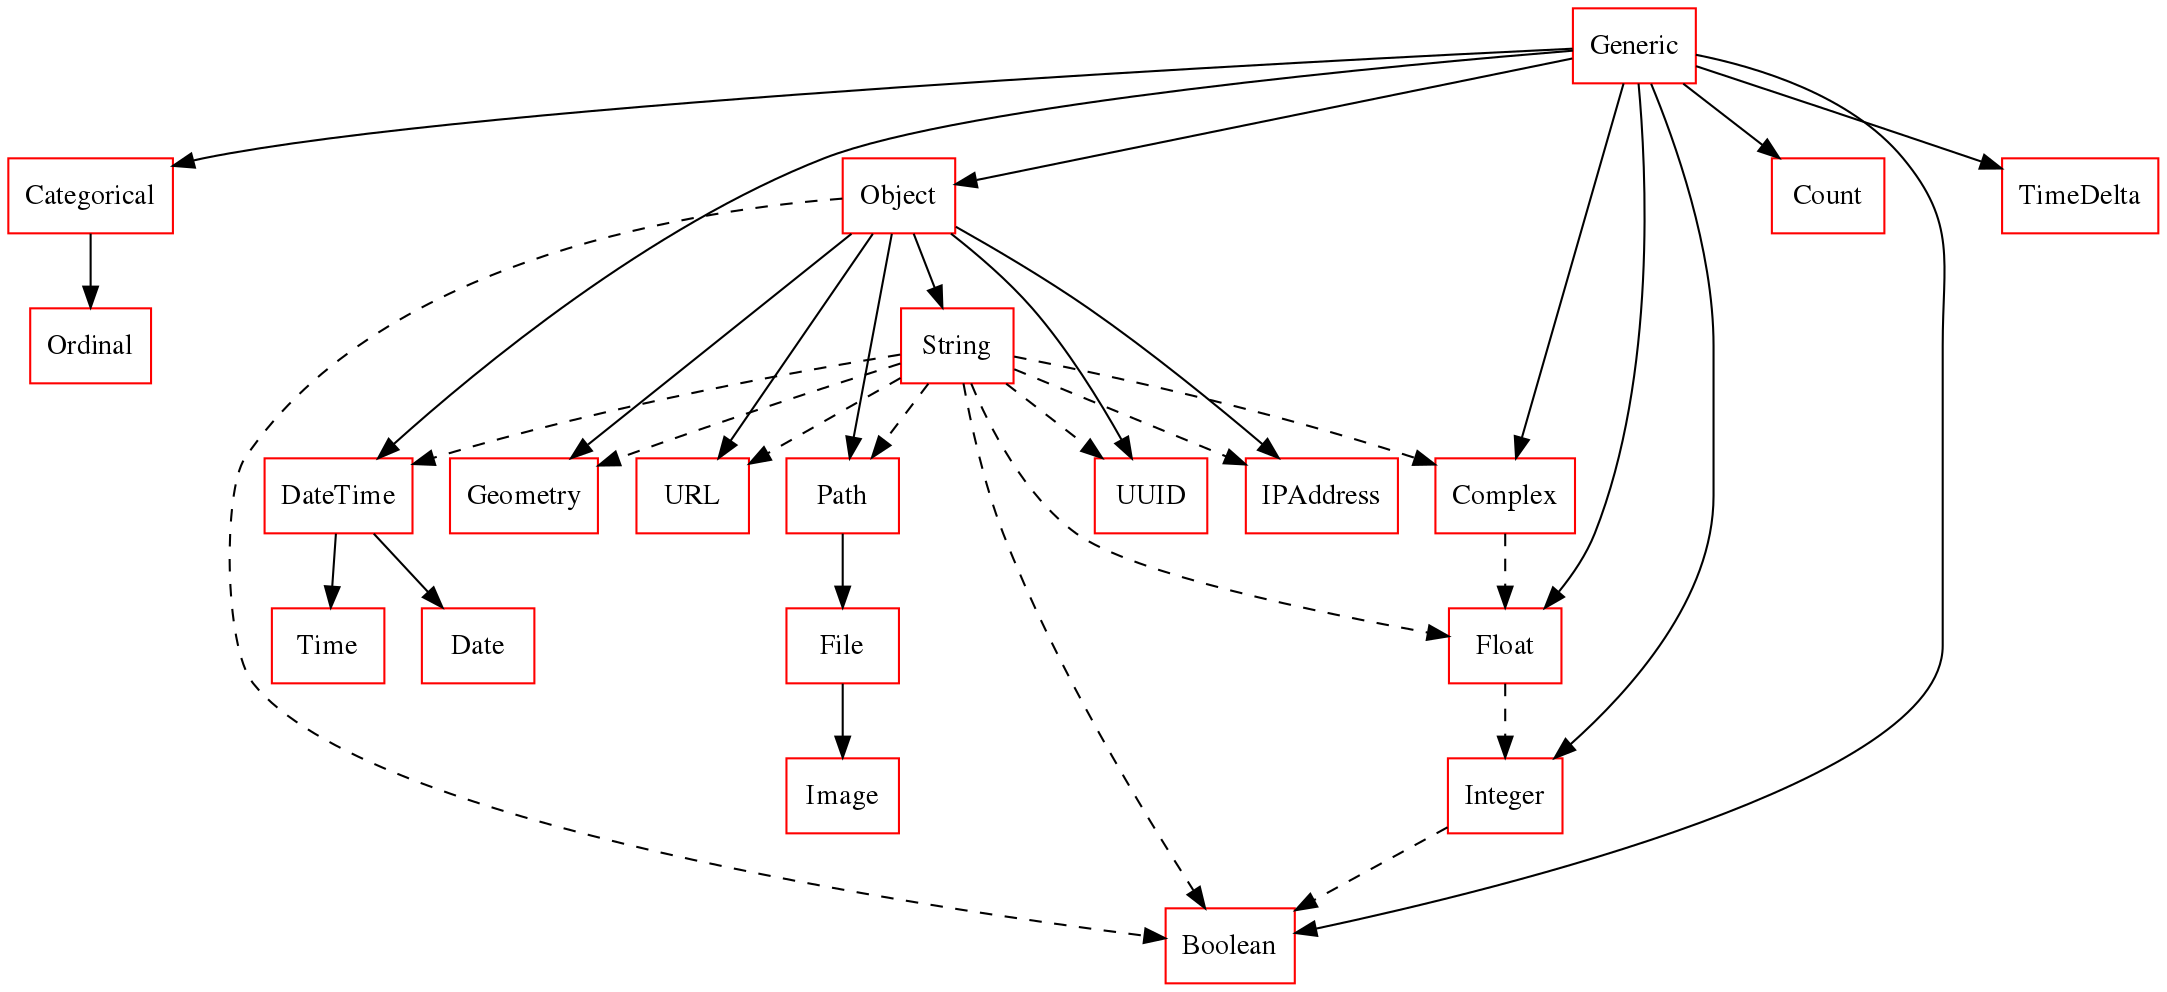 Generic
Categorical
Object
Count
TimeDelta
Ordinal
String
DateTime
Geometry
URL
Path
UUID
IPAddress
Complex
Time
Date
File
Float
Image
Integer
Boolean